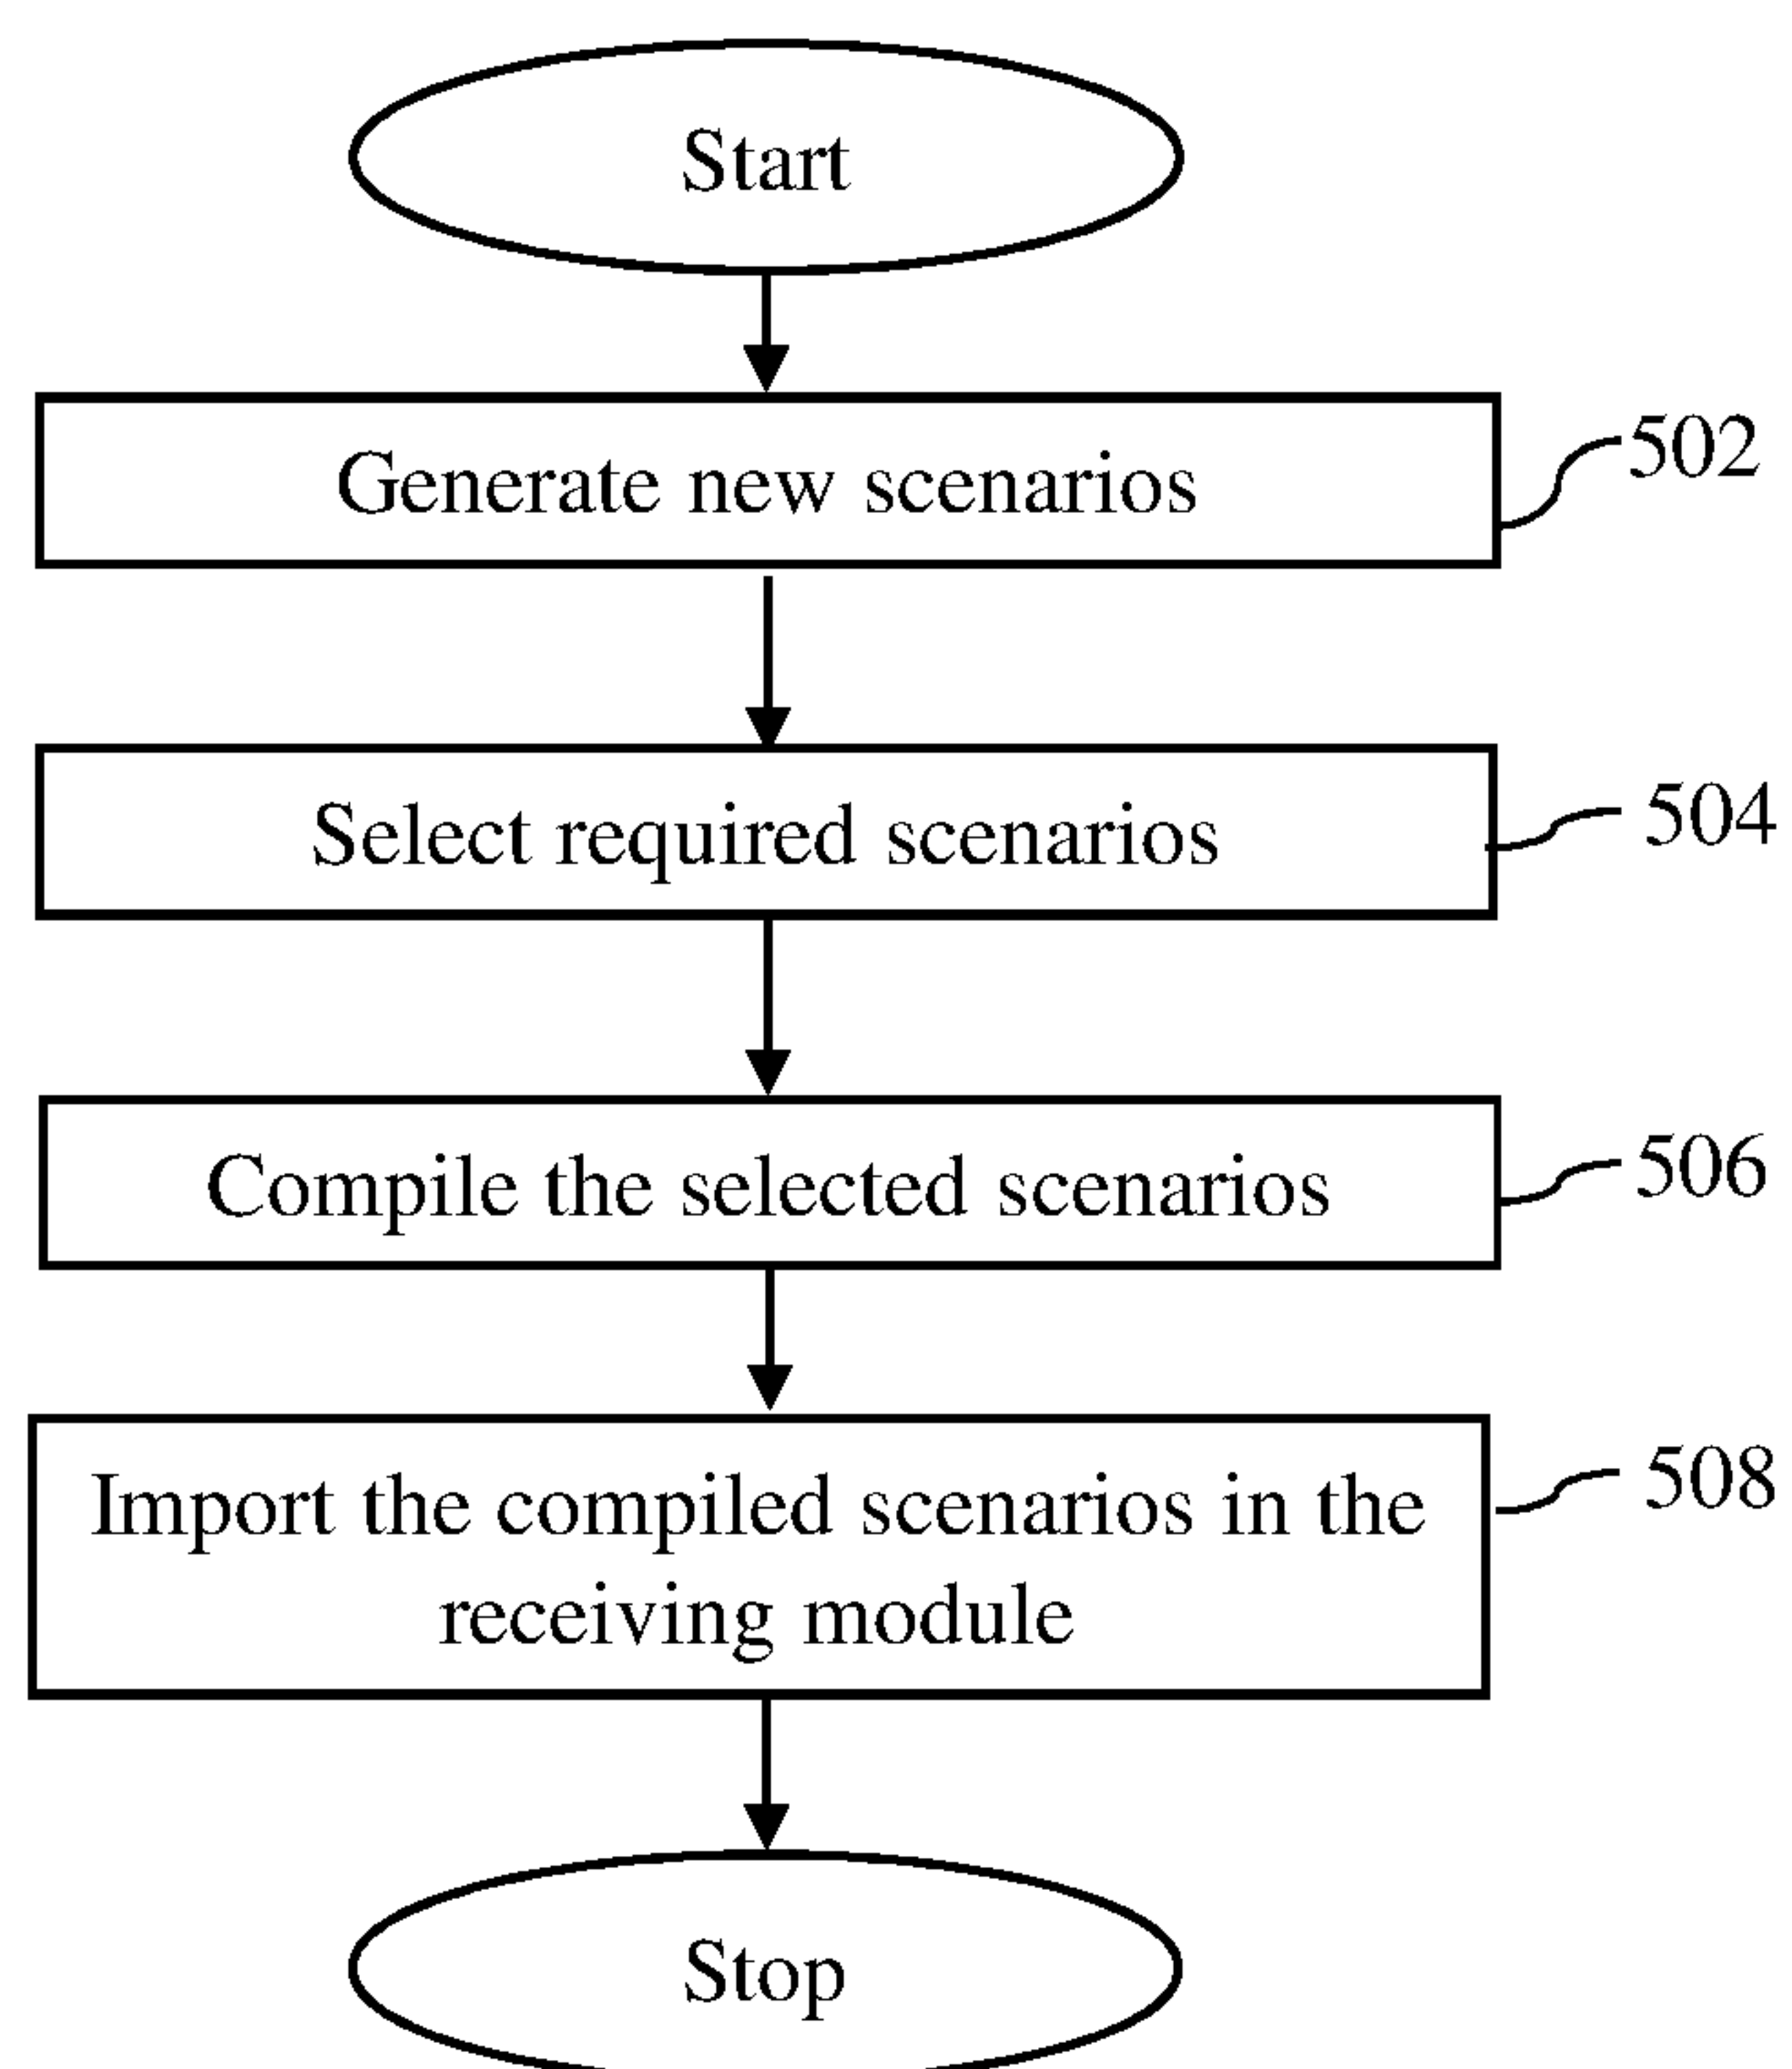 Start
Generate new scenarios
502
Select required scenarios
504
Compile the selected scenarios
506
Import the compiled scenarios in the
receiving module
508
Stop